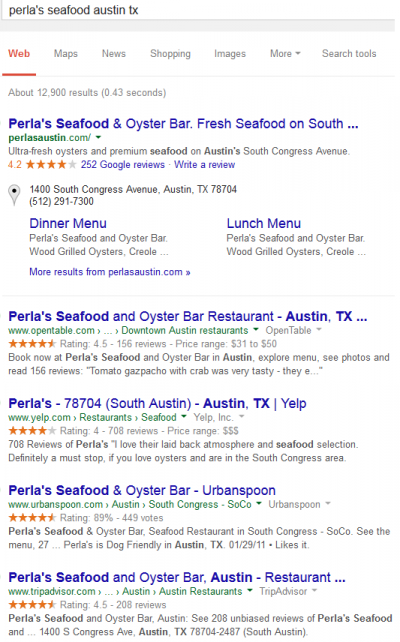 perla's seafood austin tx
Web Maps News Shopping Images More Search tools
About 12,900 results (0.43 seconds)
Perla's Seafood & Oyster Bar. Fresh Seafood on South ...
perlasaustin.com/
Ultra-fresh oysters and premium seafood on Austin's South Congress Avenue.
4.2 252 Google reviews · Write a review
1400 South Congress Avenue, Austin, TX 78704
(512) 291-7300
Dinner Menu
Perla's Seafood and Oyster Bar.
Wood Grilled Oysters, Creole ...
Lunch Menu
Perla's Seafood and Oyster Bar.
Wood Grilled Oysters, Creole ...
More results from perlasaustin.com »
Perla's Seafood and Oyster Bar Restaurant - Austin, TX ...
www.opentable.com › ... › Downtown Austin restaurants OpenTable
Rating: 4.5 - 156 reviews - Price range: $31 to $50
Book now at Perla's Seafood and Oyster Bar in Austin, explore menu, see photos and
read 156 reviews: "Tomato gazpacho with crab was very tasty - they e..."
Perla's - 78704 (South Austin) - Austin, TX | Yelp
www.yelp.com › Restaurants › Seafood Yelp, Inc.
Rating: 4 - 708 reviews - Price range: $$$
708 Reviews of Perla's "I love their laid back atmosphere and seafood selection.
Definitely a must stop, if you love oysters and are in the South Congress area.
Perla's Seafood & Oyster Bar - Urbanspoon
www.urbanspoon.com › Austin › South Congress - SoCo Urbanspoon
Rating: 89% - 449 votes
Perla's Seafood & Oyster Bar, Seafood Restaurant in South Congress - SoCo. See the
menu, 27 ... Perla's is Dog Friendly in Austin, TX. 01/29/11 • Likes it.
Perla's Seafood and Oyster Bar, Austin - Restaurant ...
www.tripadvisor.com › ... › Austin › Austin Restaurants TripAdvisor
Rating: 4.5 - 208 reviews
Perla's Seafood and Oyster Bar, Austin: See 208 unbiased reviews of Perla's Seafood
and ... 1400 S Congress Ave, Austin, TX 78704-2487 (South Austin).